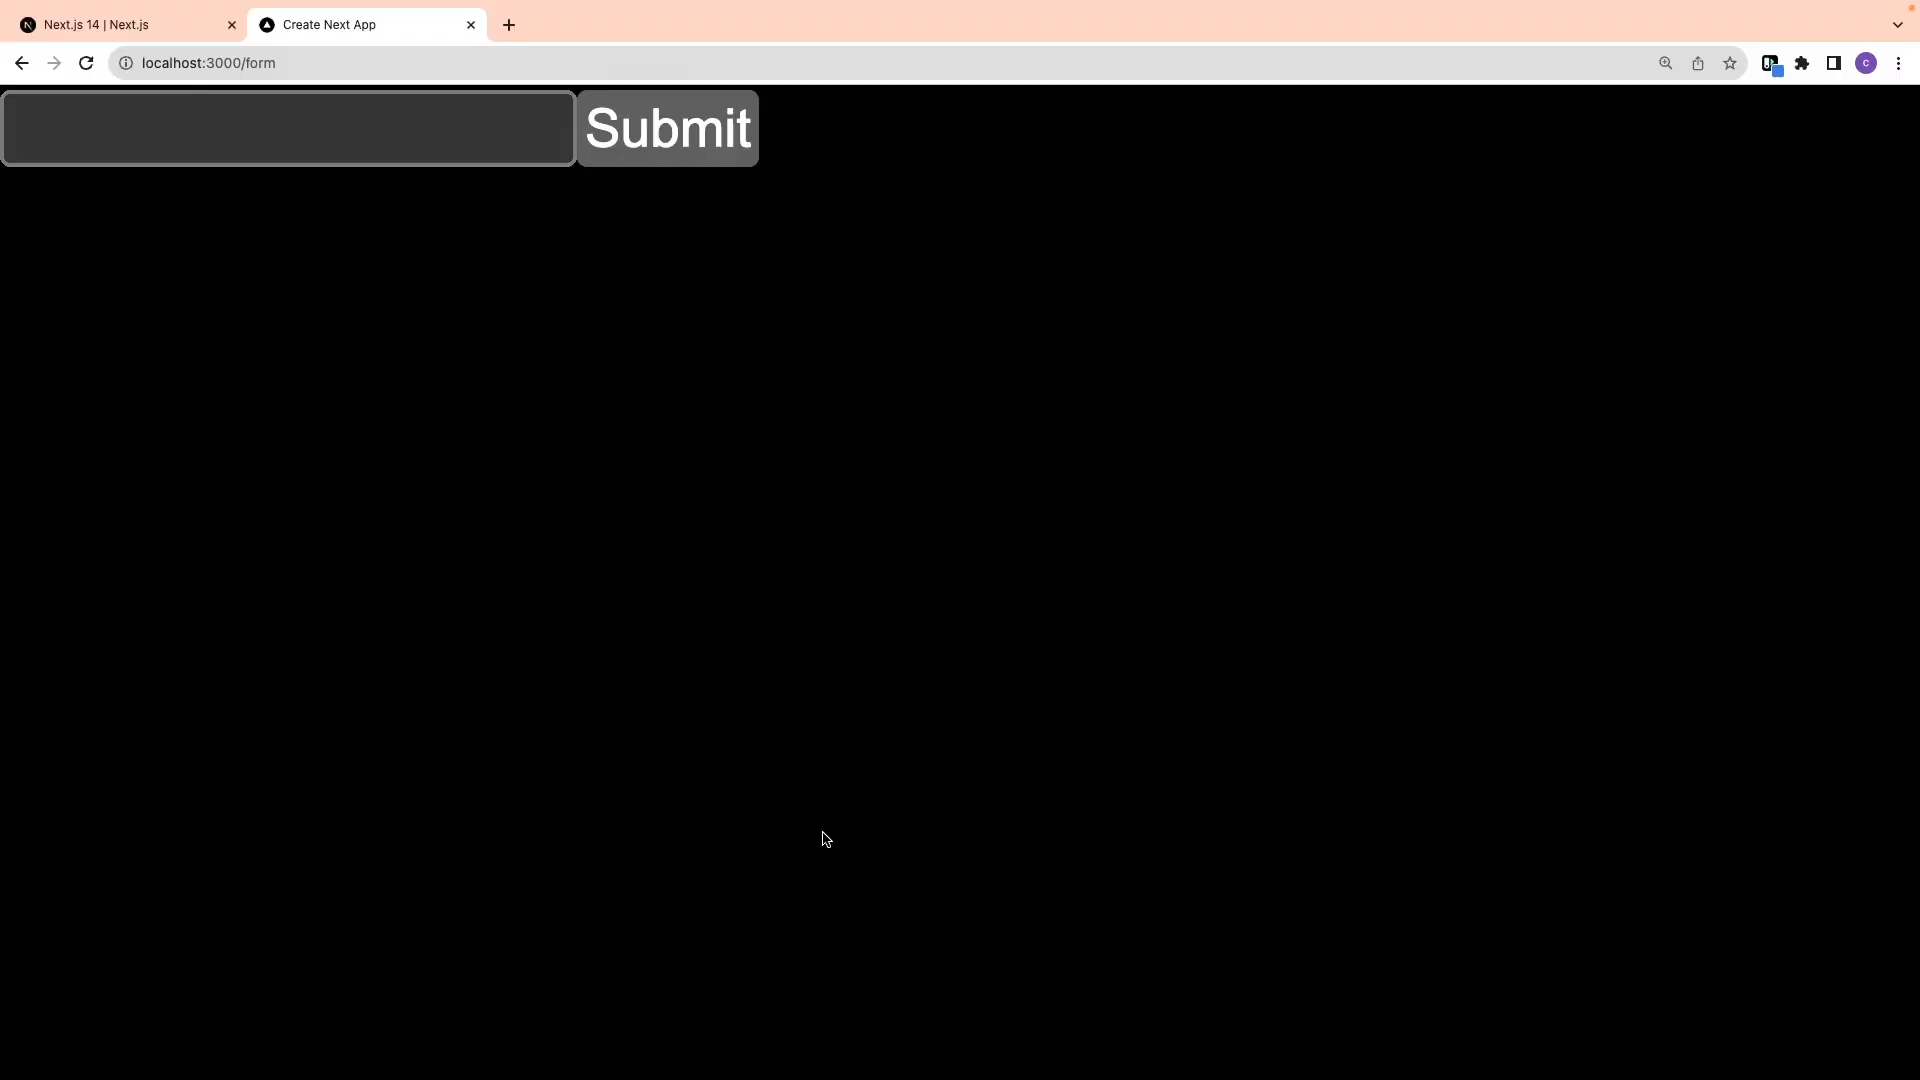 Next.js 14 | Next.js
Create Next App
localhost:3000/form
c
Submit